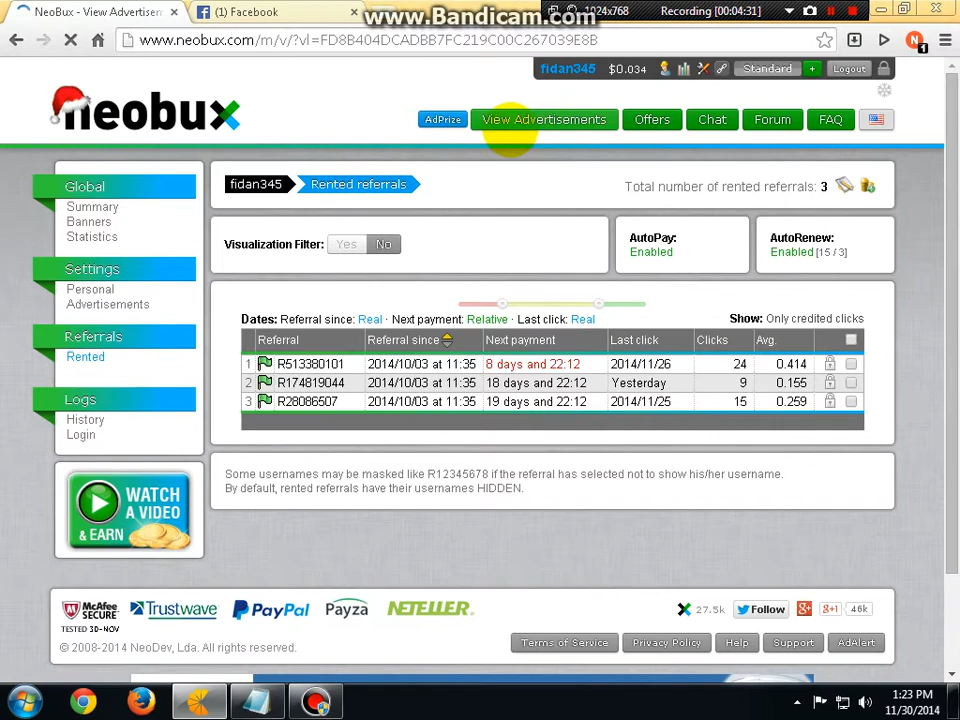 NeoBux - View Advertisem
(1) Facebook
www.Bandicam.com
1024x768
Recording [00:04:31]
www.neobux.com/m/v/?vl=FD8B404DCADBB7FC219C00C267039E8B
1
fidan345 $0.034 Standard + Logout
neobux
AdPrize View Advertisements Offers Chat Forum FAQ
Global
Summary
Banners
Statistics
Settings
Personal
Advertisements
Referrals
Rented
Logs
History
Login
WATCH
A VIDEO
& EARN
fidan345 Rented referrals
Total number of rented referrals: 3
Visualization Filter: Yes No
AutoPay:
Enabled
AutoRenew:
Enabled [15 / 3]
Dates: Referral since: Real · Next payment: Relative · Last click: Real
Show: Only credited clicks
Referral Referral since Next payment Last click Clicks Avg.
1 R513380101 2014/10/03 at 11:35 8 days and 22:12 2014/11/26 24 0.414
2 R174819044 2014/10/03 at 11:35 18 days and 22:12 Yesterday 9 0.155
3 R28086507 2014/10/03 at 11:35 19 days and 22:12 2014/11/25 15 0.259
Some usernames may be masked like R12345678 if the referral has selected not to show his/her username.
By default, rented referrals have their usernames HIDDEN.
McAfee
SECURE
TESTED 30-NOV
Trustwave
PayPal
Payza
NETELLER
27.5k
Follow
g+1
46k
Terms of Service Privacy Policy Help Support AdAlert
© 2008-2014 NeoDev, Lda. All rights reserved.
1:23 PM
11/30/2014